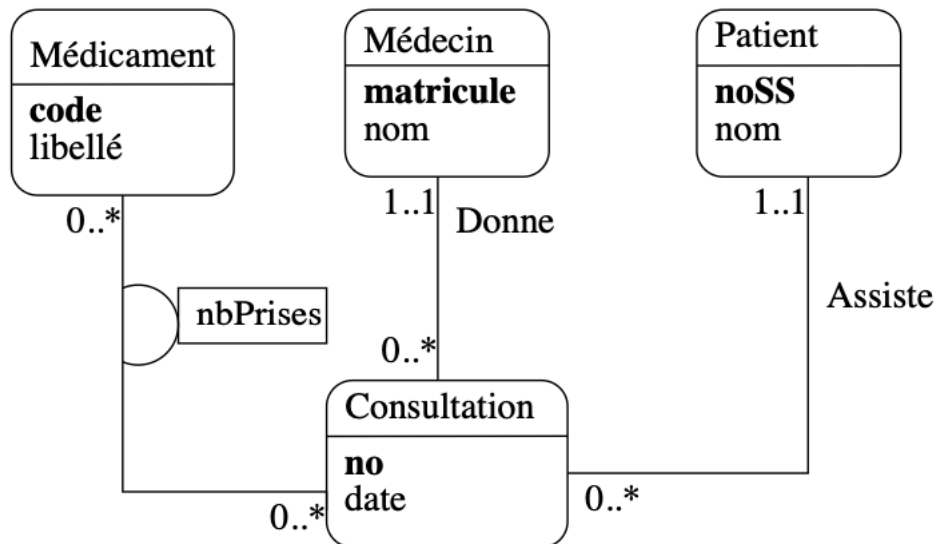 Médicament
code
libellé
Médecin
matricule
nom
Patient
noSS
nom
0..*
1..1
Donne
1..1
nbPrises
Assiste
0..*
Consultation
no
date
0..*
0..*